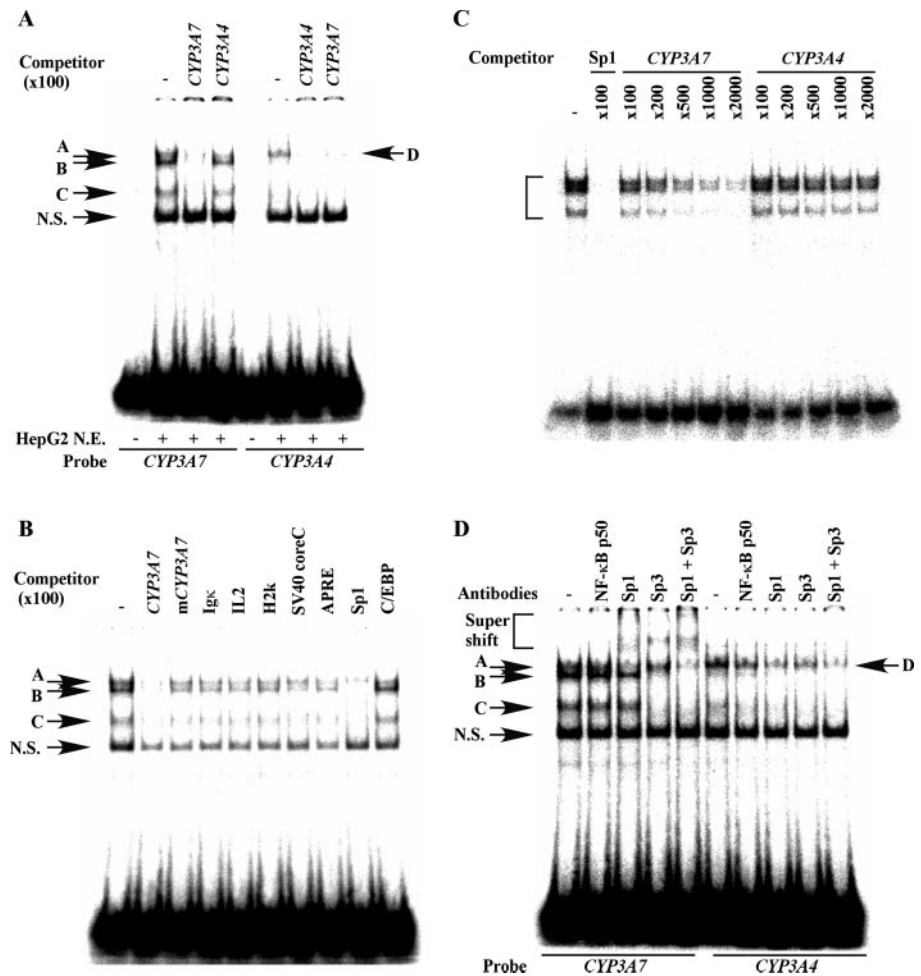 A
Competitor
(x100)
-
CYP3A7
CYP3A4
-
CYP3A4
CYP3A7
A
B
C
N.S.
D
HepG2 N.E. - + + + - + + +
Probe CYP3A7 CYP3A4
C
Competitor Sp1 CYP3A7 CYP3A4
- x100 x100 x200 x500 x1000 x2000 x100 x200 x500 x1000 x2000
B
Competitor
(x100)
-
CYP3A7
mCYP3A7
Igκ
IL2
H2k
SV40 coreC
APRE
Sp1
C/EBP
A
B
C
N.S.
D
Antibodies
-
NF-κB p50
Sp1
Sp3
Sp1 + Sp3
-
NF-κB p50
Sp1
Sp3
Sp1 + Sp3
Super
shift
A
B
C
N.S.
D
Probe CYP3A7 CYP3A4